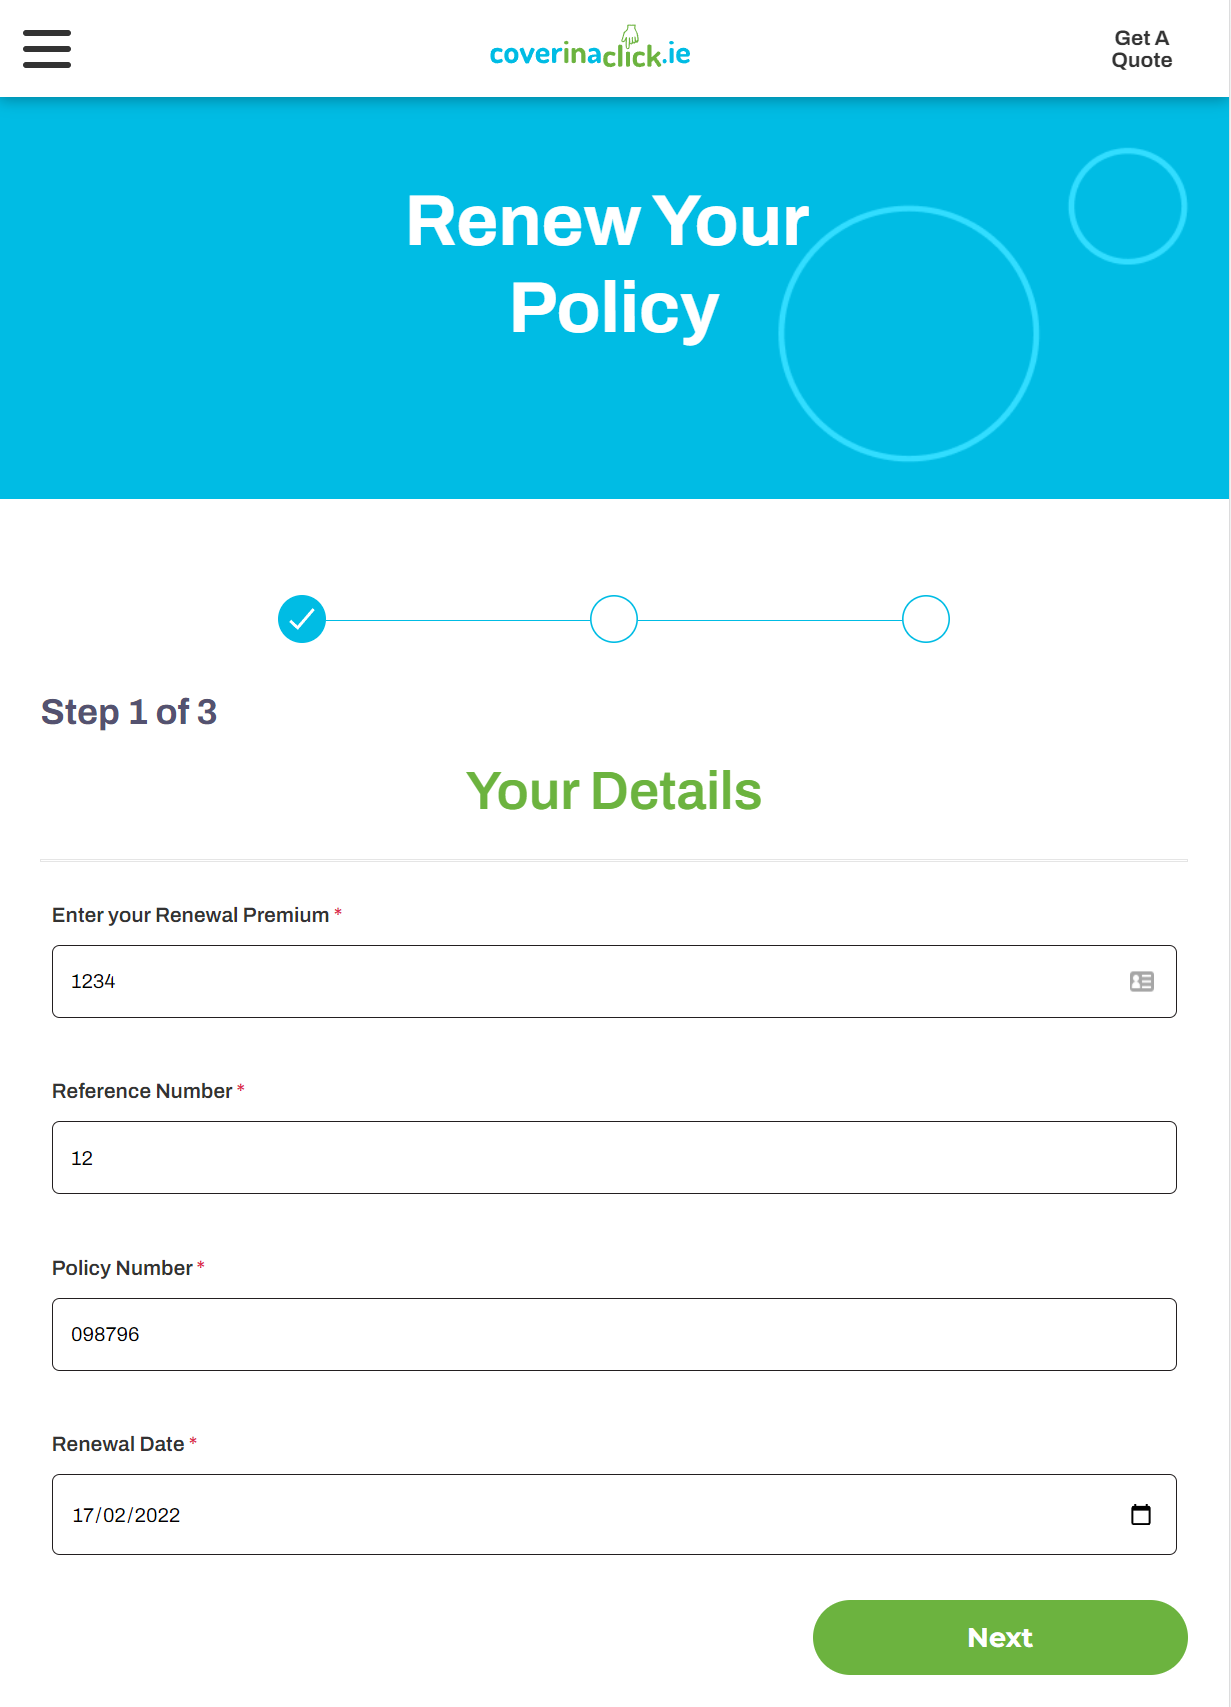 coverinaclick.ie
Get A
Quote
Renew Your
Policy
Step 1 of 3
Your Details
Enter your Renewal Premium *
1234
Reference Number *
12
Policy Number *
098796
Renewal Date *
17/02/2022
Next